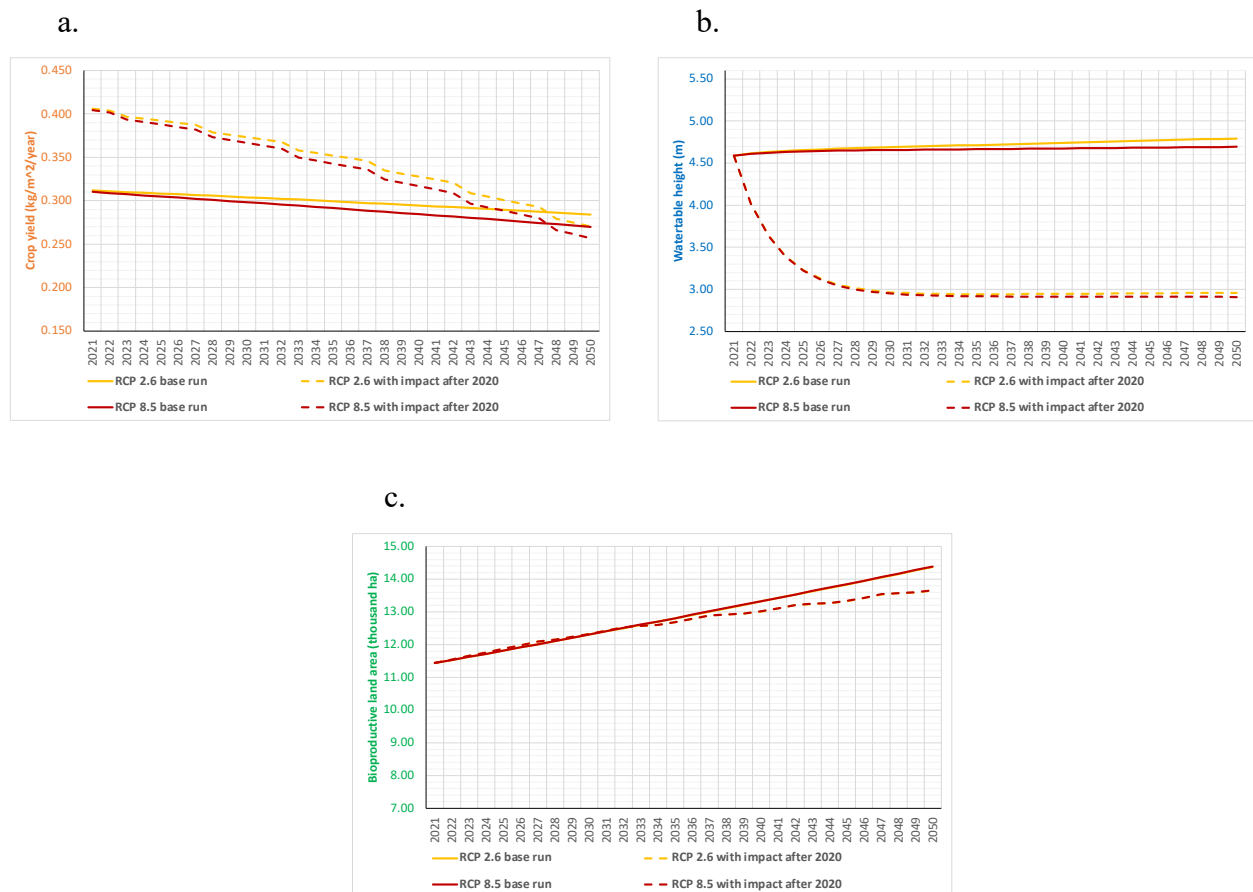 a.
Crop yield (kg/m^2/year)
0.450
0.400
0.350
0.300
0.250
0.200
0.150
2021 2022 2023 2024 2025 2026 2027 2028 2029 2030 2031 2032 2033 2034 2035 2036 2037 2038 2039 2040 2041 2042 2043 2044 2045 2046 2047 2048 2049 2050
RCP 2.6 base run RCP 2.6 with impact after 2020
RCP 8.5 base run RCP 8.5 with impact after 2020
b.
Watertable height (m)
5.50
5.00
4.50
4.00
3.50
3.00
2.50
2021 2022 2023 2024 2025 2026 2027 2028 2029 2030 2031 2032 2033 2034 2035 2036 2037 2038 2039 2040 2041 2042 2043 2044 2045 2046 2047 2048 2049 2050
RCP 2.6 base run RCP 2.6 with impact after 2020
RCP 8.5 base run RCP 8.5 with impact after 2020
c.
Bioproductive land area (thousand ha)
15.00
14.00
13.00
12.00
11.00
10.00
9.00
8.00
7.00
2021 2022 2023 2024 2025 2026 2027 2028 2029 2030 2031 2032 2033 2034 2035 2036 2037 2038 2039 2040 2041 2042 2043 2044 2045 2046 2047 2048 2049 2050
RCP 2.6 base run RCP 2.6 with impact after 2020
RCP 8.5 base run RCP 8.5 with impact after 2020